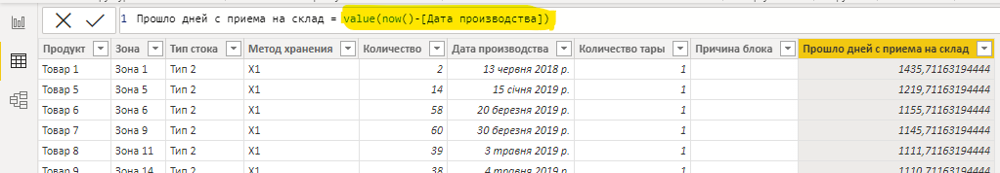 1 Прошло дней с приема на склад = value(now()-[Дата производства])
Продукт Зона Тип стока Метод хранения Количество Дата производства Количество тары Причина блока Прошло дней с приема на склад
Товар 1 Зона 1 Тип 2 X1 2 13 червня 2018 р. 1 1435,71163194444
Товар 5 Зона 5 Тип 2 X1 14 15 січня 2019 р. 1 1219,71163194444
Товар 6 Зона 6 Тип 2 X1 58 20 березня 2019 р. 1 1155,71163194444
Товар 7 Зона 9 Тип 2 X1 60 30 березня 2019 р. 1 1145,71163194444
Товар 8 Зона 11 Тип 2 X1 39 3 травня 2019 р. 1 1111,71163194444
Товар 9 Зона 14 Тип 2 X1 38 4 травня 2019 р. 1 1110,71163194444